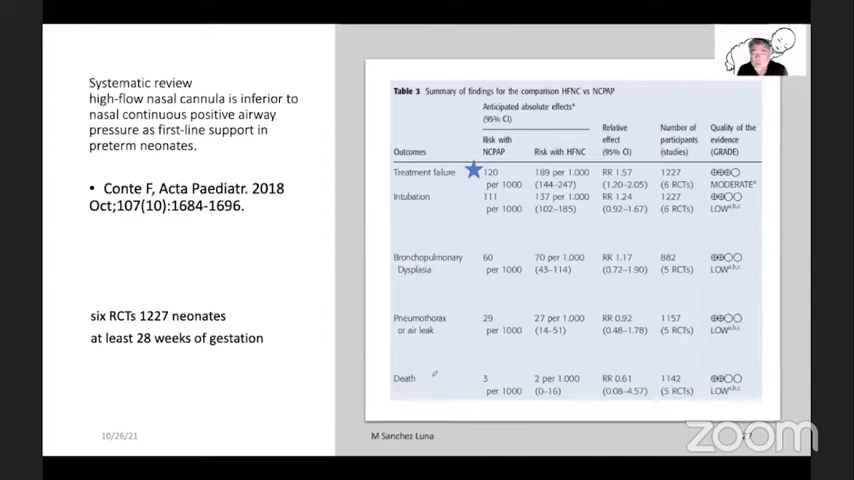 Systematic review
high-flow nasal cannula is inferior to
nasal continuous positive airway
pressure as first-line support in
preterm neonates.
• Conte F, Acta Paediatr. 2018
Oct;107(10):1684-1696.
six RCTs 1227 neonates
at least 28 weeks of gestation
10/26/21
Table 3 Summary of findings for the comparison HFNC vs NCPAP
Anticipated absolute effects*
(95% CI)
Outcomes Risk with NCPAP Risk with HFNC Relative effect (95% CI) Number of participants (studies) Quality of the evidence (GRADE)
Treatment failure 120 189 per 1.000 RR 1.57 1227 ⊕⊕⊕○
per 1000 (144–247) (1.20–2.05) (6 RCTs) MODERATEᵃ
Intubation 111 137 per 1.000 RR 1.24 1227 ⊕⊕○○
per 1000 (102–185) (0.92–1.67) (6 RCTs) LOWᵃ,ᵇ,ᶜ
Bronchopulmonary 60 70 per 1.000 RR 1.17 882 ⊕⊕○○
Dysplasia per 1000 (43–114) (0.72–1.90) (5 RCTs) LOWᵃ,ᵇ,ᶜ
Pneumothorax 29 27 per 1.000 RR 0.92 1157 ⊕⊕○○
or air leak per 1000 (14–51) (0.48–1.78) (5 RCTs) LOWᵃ,ᵇ,ᶜ
Death 3 2 per 1.000 RR 0.61 1142 ⊕⊕○○
per 1000 (0–16) (0.08–4.57) (5 RCTs) LOWᵃ,ᵇ,ᶜ
M Sanchez Luna
zoom